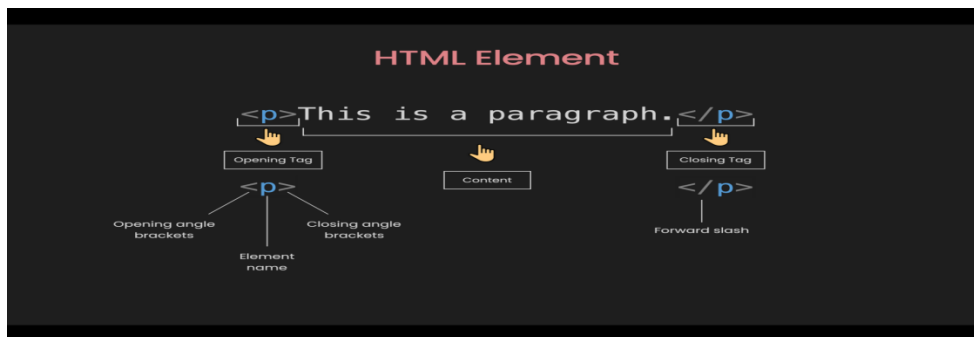 HTML Element
<p>This is a paragraph.</p>
Opening Tag
Content
Closing Tag
<p>
</p>
Opening angle
brackets
Closing angle
brackets
Element
name
Forward slash